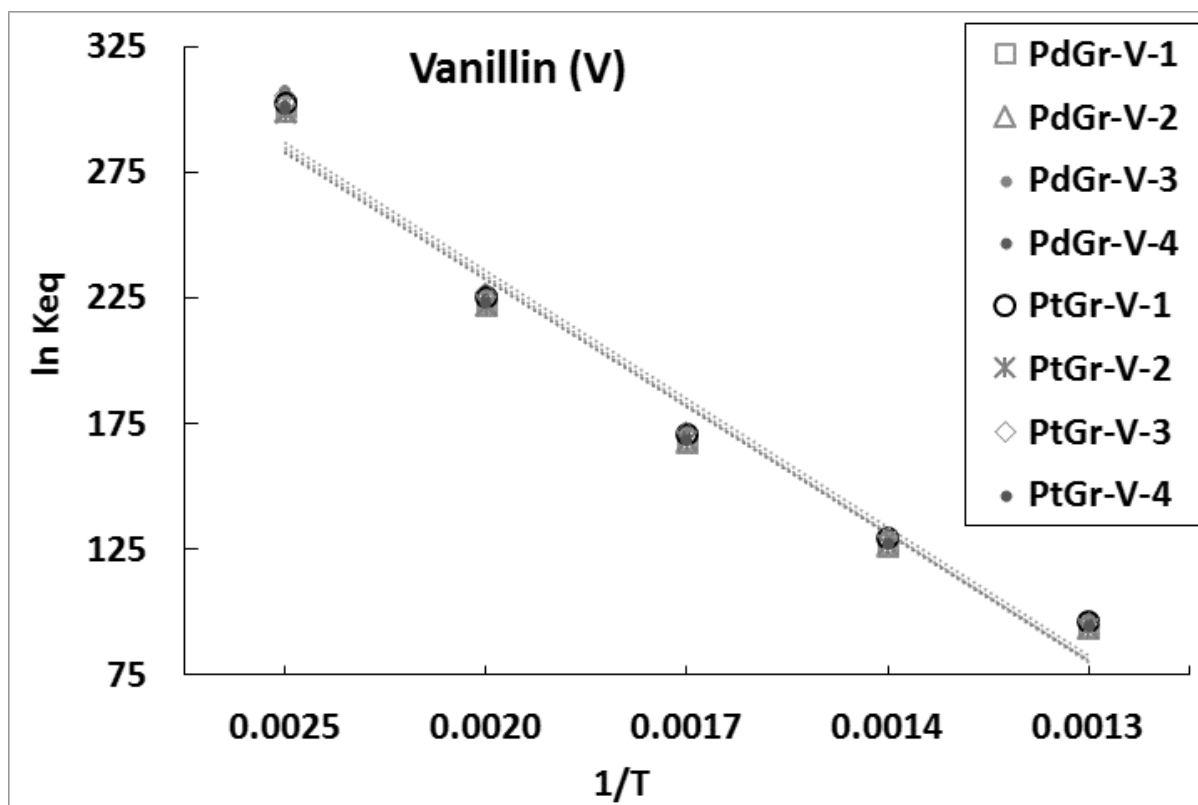 Vanillin (V)
325
275
225
175
125
75
ln Keq
0.0025 0.0020 0.0017 0.0014 0.0013
1/T
PdGr-V-1
PdGr-V-2
PdGr-V-3
PdGr-V-4
PtGr-V-1
PtGr-V-2
PtGr-V-3
PtGr-V-4